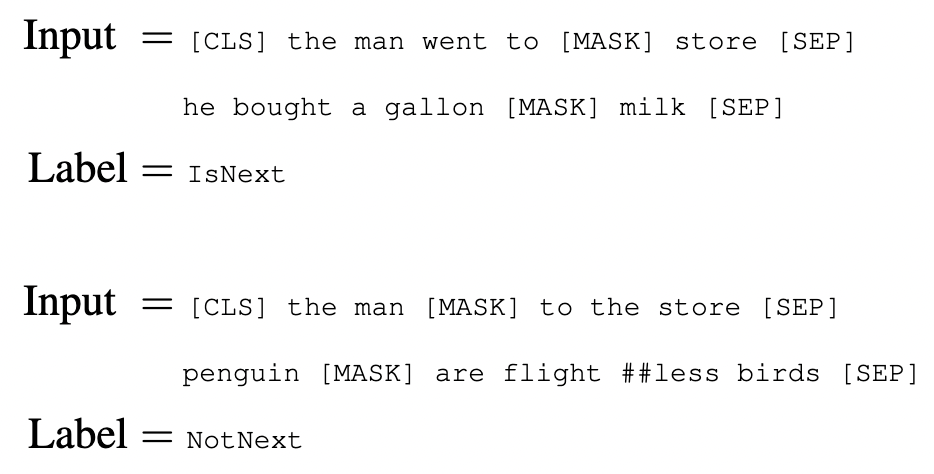 Input = [CLS] the man went to [MASK] store [SEP]
he bought a gallon [MASK] milk [SEP]
Label = IsNext
Input = [CLS] the man [MASK] to the store [SEP]
penguin [MASK] are flight ##less birds [SEP]
Label = NotNext